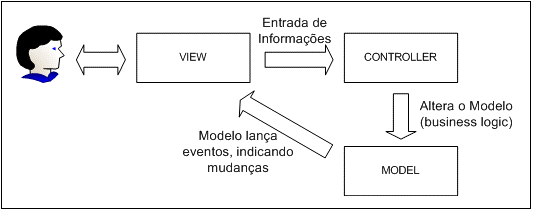 Entrada de
Informações
VIEW
CONTROLLER
Altera o Modelo
(business logic)
Modelo lança
eventos, indicando
mudanças
MODEL